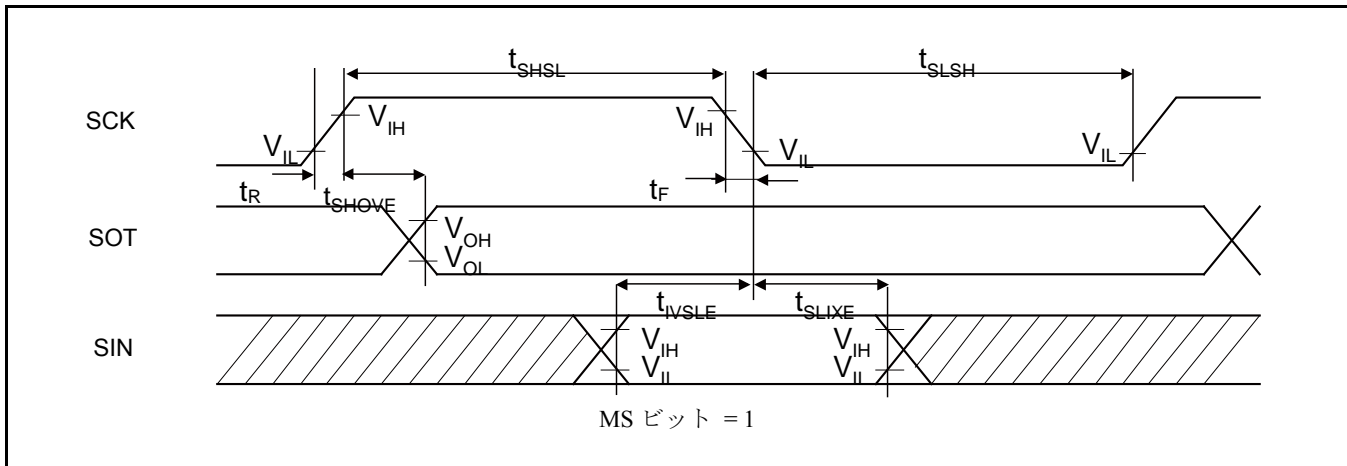 tSHSL tSLSH
SCK VIH VIH
VIL VIL VIL
tR tSHOVE tF
SOT VOH
VOL
tIVSLE tSLIXE
SIN VIH VIH
VIL VIL
MS ビット = 1